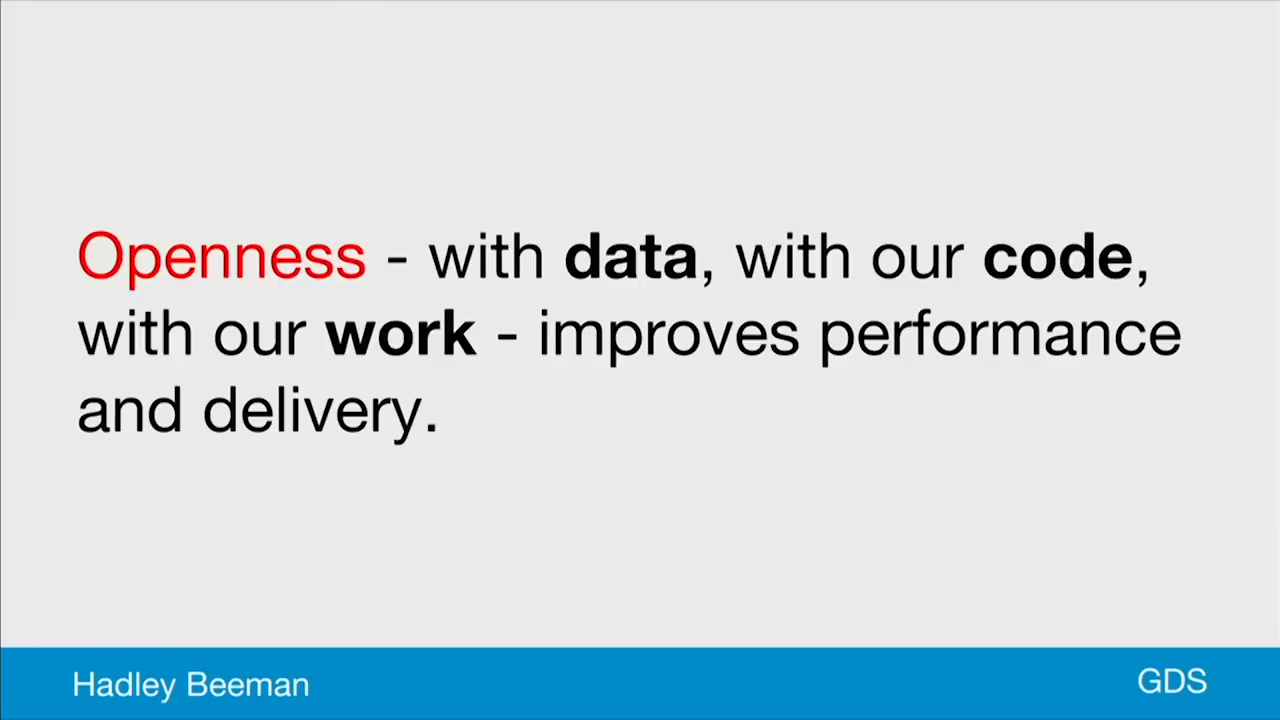 Openness - with data, with our code,
with our work - improves performance
and delivery.
Hadley Beeman
GDS